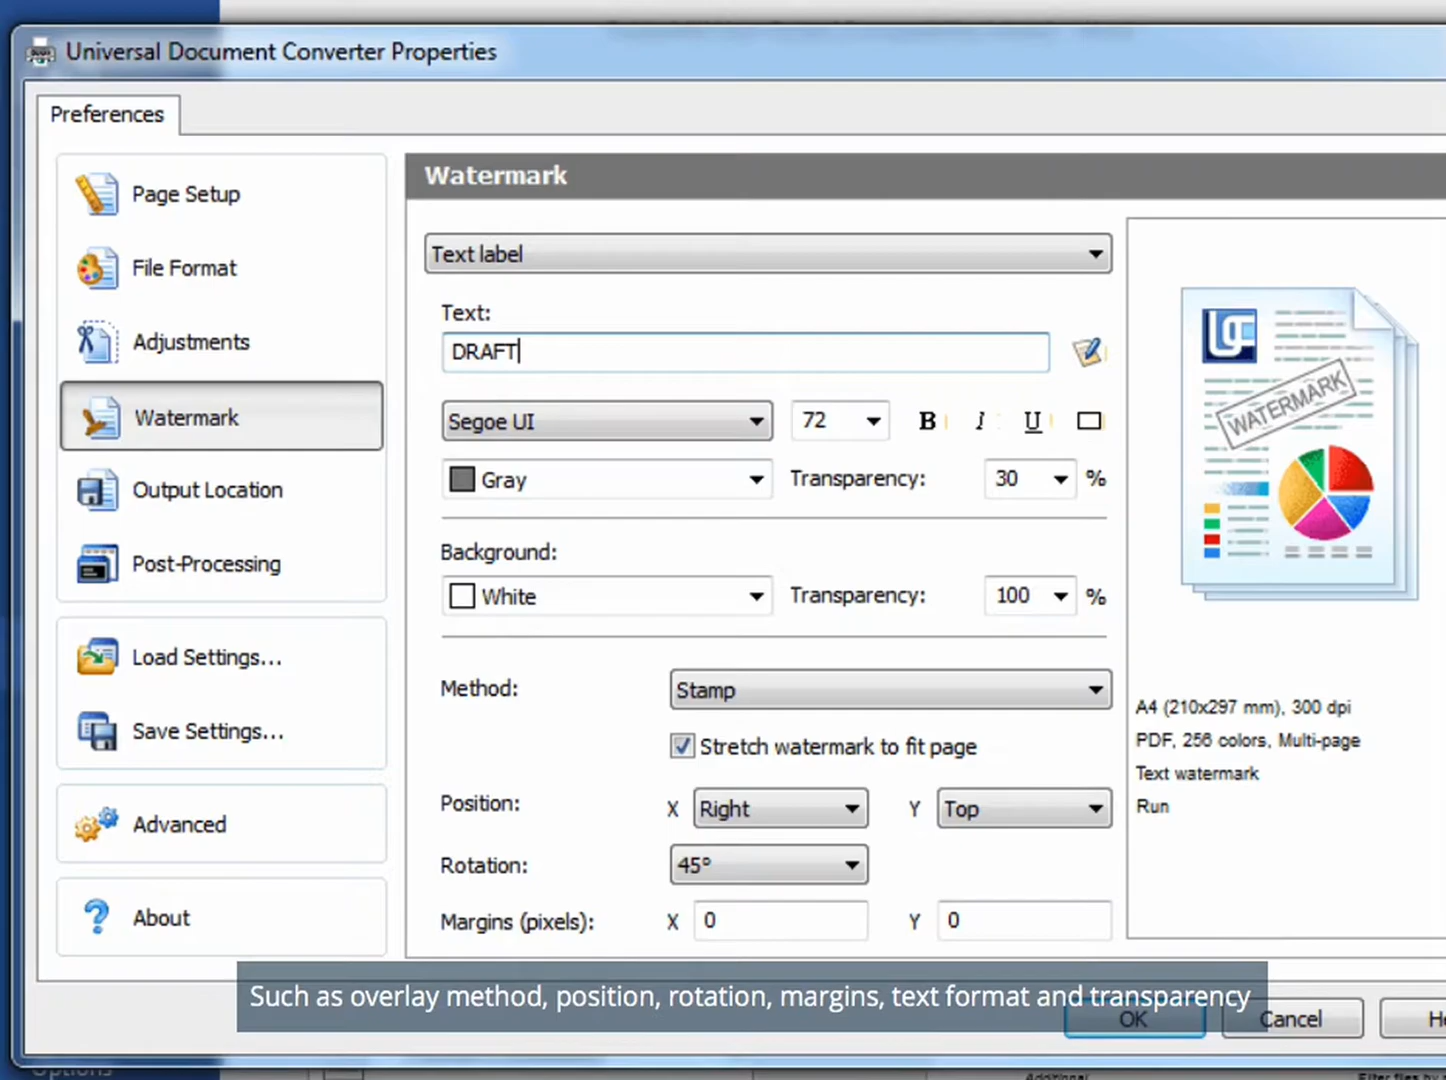 Universal Document Converter Properties
Preferences
Page Setup
File Format
Adjustments
Watermark
Output Location
Post-Processing
Load Settings...
Save Settings...
Advanced
About
Watermark
Text label
Text:
DRAFT
Segoe UI
72
B I U
Gray
Transparency: 30 %
Background:
White
Transparency: 100 %
Method: Stamp
Stretch watermark to fit page
Position: X Right Y Top
Rotation: 45°
Margins (pixels): X 0 Y 0
UC
WATERMARK
A4 (210x297 mm), 300 dpi
PDF, 256 colors, Multi-page
Text watermark
Run
Such as overlay method, position, rotation, margins, text format and transparency
OK Cancel He
Options
Additional